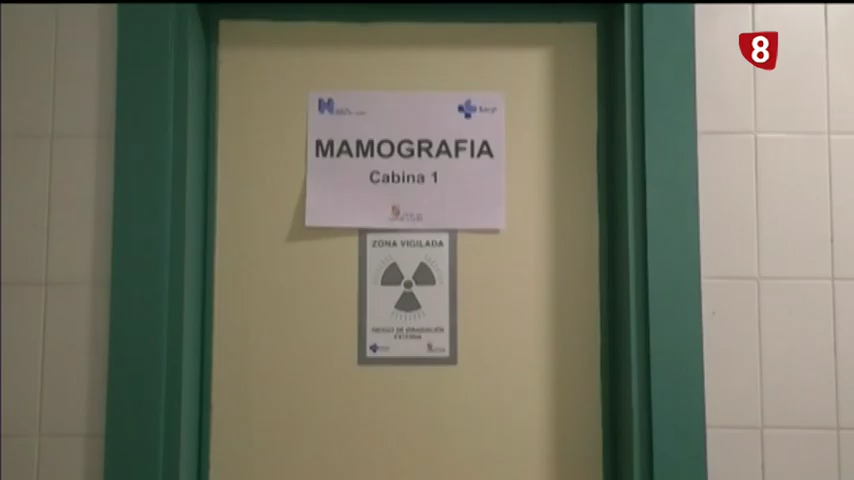 8
MAMOGRAFIA
Cabina 1
ZONA VIGILADA
RIESGO DE IRRADIACIÓN
EXTERNA